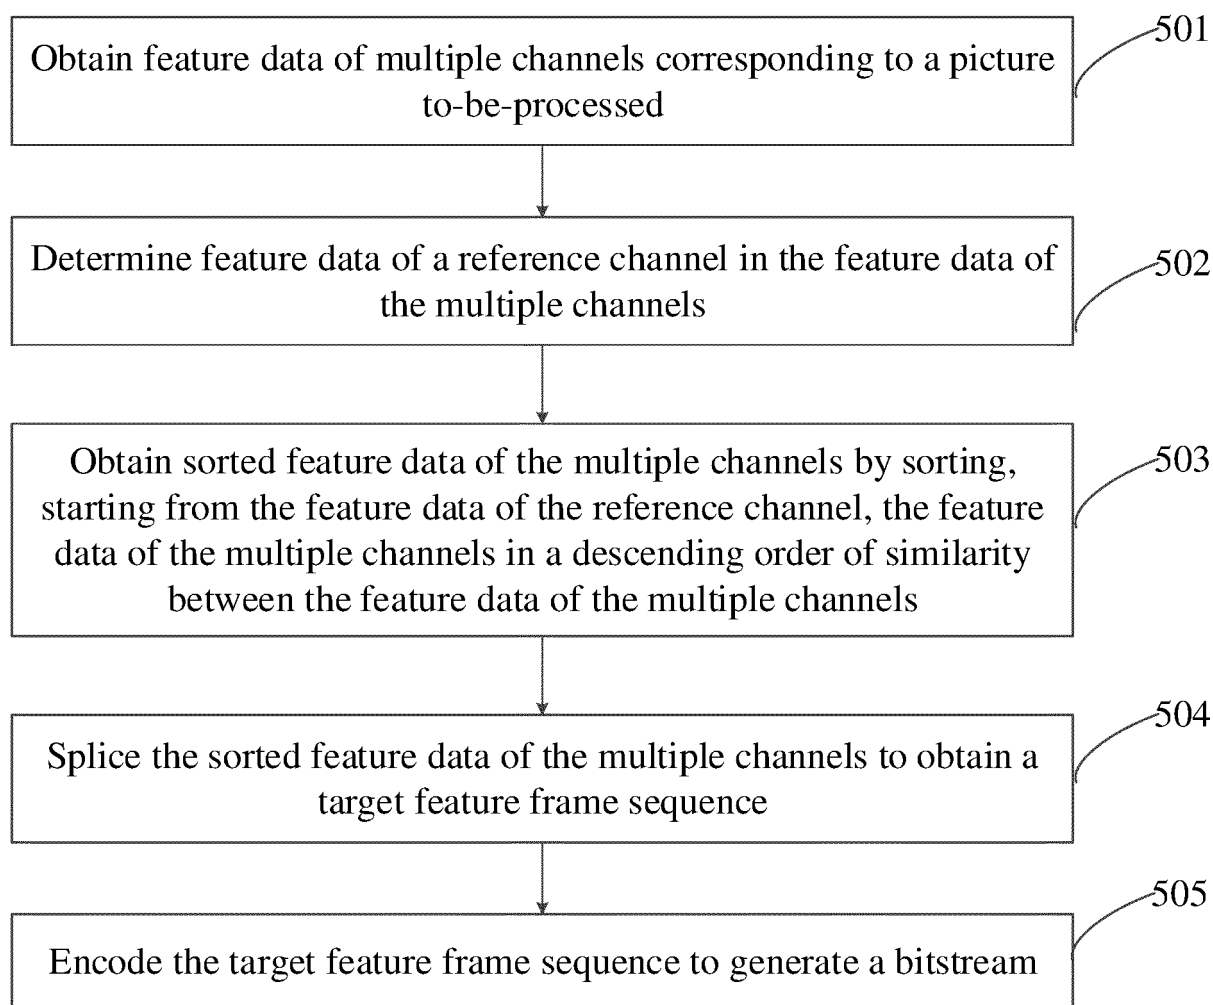 Obtain feature data of multiple channels corresponding to a picture
to-be-processed
501
Determine feature data of a reference channel in the feature data of
the multiple channels
502
Obtain sorted feature data of the multiple channels by sorting,
starting from the feature data of the reference channel, the feature
data of the multiple channels in a descending order of similarity
between the feature data of the multiple channels
503
Splice the sorted feature data of the multiple channels to obtain a
target feature frame sequence
504
Encode the target feature frame sequence to generate a bitstream
505